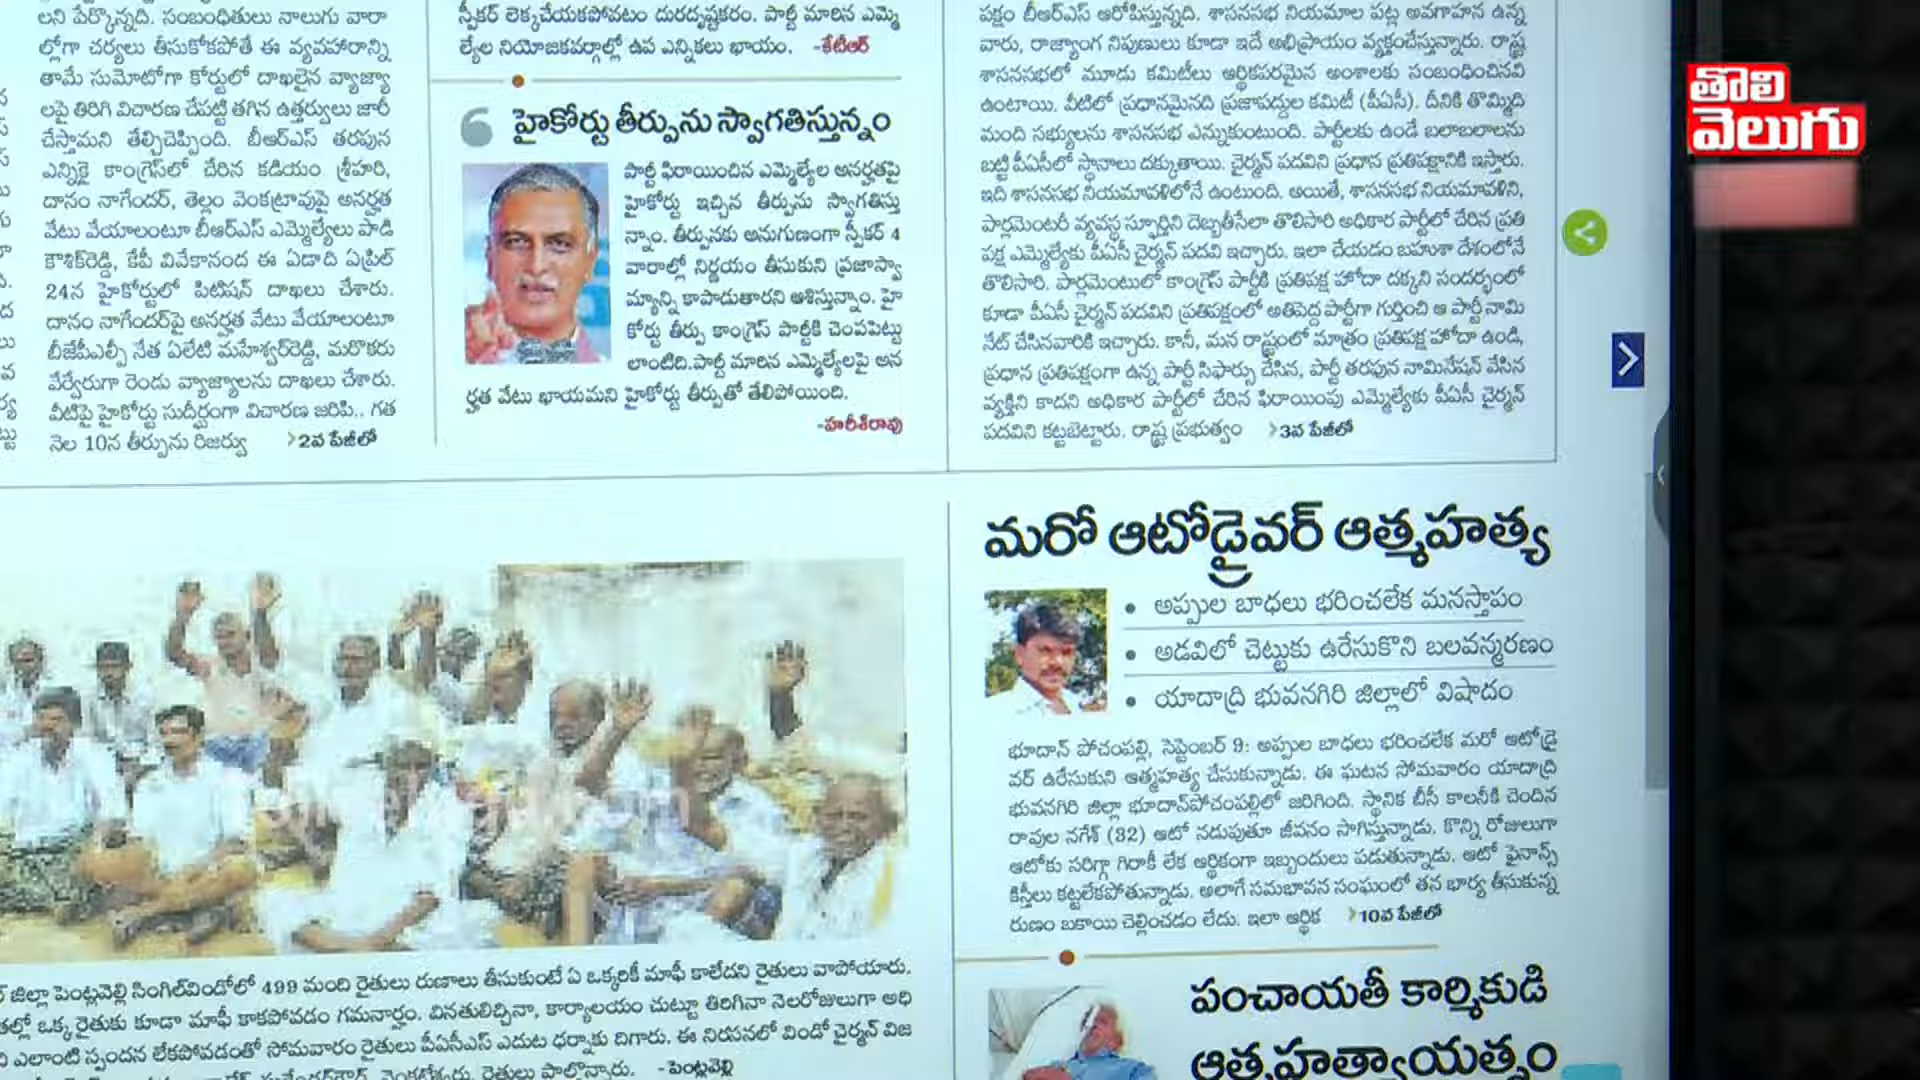 లని పేర్కొన్నది. సంబంధితులు నాలుగు వారా
ల్లోగా చర్యలు తీసుకోకపోతే ఈ వ్యవహారాన్ని
తామే సుమోటోగా కోర్టులో దాఖలైన వ్యాజ్యా
లపై తిరిగి విచారణ చేపట్టి తగిన ఉత్తర్వులు జారీ
చేస్తామని తేల్చిచెప్పింది. బీఆర్ఎస్ తరపున
ఎన్నికై కాంగ్రెస్‌లో చేరిన కడియం శ్రీహరి,
దానం నాగేందర్, తెల్లం వెంకట్రావుపై అనర్హత
వేటు వేయాలంటూ బీఆర్ఎస్ ఎమ్మెల్యేలు పాడి
కౌశిక్‌రెడ్డి, కేపీ వివేకానంద ఈ ఏడాది ఏప్రిల్
24న హైకోర్టులో పిటిషన్ దాఖలు చేశారు.
దానం నాగేందర్‌పై అనర్హత వేటు వేయాలంటూ
బీజేపీఎల్పీ నేత ఏలేటి మహేశ్వర్‌రెడ్డి, మరొకరు
వేర్వేరుగా రెండు వ్యాజ్యాలను దాఖలు చేశారు.
వీటిపై హైకోర్టు సుదీర్ఘంగా విచారణ జరిపి.. గత
నెల 10న తీర్పును రిజర్వు >2వ పేజీలో
స్పీకర్ లెక్కచేయకపోవటం దురదృష్టకరం. పార్టీ మారిన ఎమ్మె
ల్యేల నియోజకవర్గాల్లో ఉప ఎన్నికలు ఖాయం. -కేటీఆర్
హైకోర్టు తీర్పును స్వాగతిస్తున్నం
పార్టీ ఫిరాయించిన ఎమ్మెల్యేల అనర్హతపై
హైకోర్టు ఇచ్చిన తీర్పును స్వాగతిస్తు
న్నాం. తీర్పునకు అనుగుణంగా స్పీకర్ 4
వారాల్లో నిర్ణయం తీసుకుని ప్రజాస్వా
మ్యాన్ని కాపాడుతారని ఆశిస్తున్నాం. హై
కోర్టు తీర్పు కాంగ్రెస్ పార్టీకి చెంపపెట్టు
లాంటిది.పార్టీ మారిన ఎమ్మెల్యేలపై అన
ర్హత వేటు ఖాయమని హైకోర్టు తీర్పుతో తేలిపోయింది.
-హరీశ్‌రావు
పక్షం బీఆర్ఎస్ ఆరోపిస్తున్నది. శాసనసభ నియమాల పట్ల అవగాహన ఉన్న
వారు, రాజ్యాంగ నిపుణులు కూడా ఇదే అభిప్రాయం వ్యక్తంచేస్తున్నారు. రాష్ట్ర
శాసనసభలో మూడు కమిటీలు ఆర్థికపరమైన అంశాలకు సంబంధించినవి
ఉంటాయి. వీటిలో ప్రధానమైనది ప్రజాపద్దుల కమిటీ (పీఏసీ). దీనికి తొమ్మిది
మంది సభ్యులను శాసనసభ ఎన్నుకుంటుంది. పార్టీలకు ఉండే బలాబలాలను
బట్టి పీఏసీలో స్థానాలు దక్కుతాయి. చైర్మన్ పదవిని ప్రధాన ప్రతిపక్షానికి ఇస్తారు.
ఇది శాసనసభ నియమావళిలోనే ఉంటుంది. అయితే, శాసనసభ నియమావళిని,
పార్లమెంటరీ వ్యవస్థ స్ఫూర్తిని దెబ్బతీసేలా తొలిసారి అధికార పార్టీలో చేరిన ప్రతి
పక్ష ఎమ్మెల్యేకు పీఏసీ చైర్మన్ పదవి ఇచ్చారు. ఇలా చేయడం బహుశా దేశంలోనే
తొలిసారి. పార్లమెంటులో కాంగ్రెస్ పార్టీకి ప్రతిపక్ష హోదా దక్కని సందర్భంలో
కూడా పీఏసీ చైర్మన్ పదవిని ప్రతిపక్షంలో అతిపెద్ద పార్టీగా గుర్తించి ఆ పార్టీ నామి
నేట్ చేసినవారికి ఇచ్చారు. కానీ, మన రాష్ట్రంలో మాత్రం ప్రతిపక్ష హోదా ఉండి,
ప్రధాన ప్రతిపక్షంగా ఉన్న పార్టీ సిఫార్సు చేసిన, పార్టీ తరఫున నామినేషన్ వేసిన
వ్యక్తిని కాదని అధికార పార్టీలో చేరిన ఫిరాయింపు ఎమ్మెల్యేకు పీఏసీ చైర్మన్
పదవిని కట్టబెట్టారు. రాష్ట్ర ప్రభుత్వం >3వ పేజీలో
తొలి
వెలుగు
మరో ఆటోడ్రైవర్ ఆత్మహత్య
• అప్పుల బాధలు భరించలేక మనస్తాపం
• అడవిలో చెట్టుకు ఉరేసుకొని బలవన్మరణం
• యాదాద్రి భువనగిరి జిల్లాలో విషాదం
భూదాన్ పోచంపల్లి, సెప్టెంబర్ 9: అప్పుల బాధలు భరించలేక మరో ఆటోడ్రై
వర్ ఉరేసుకుని ఆత్మహత్య చేసుకున్నాడు. ఈ ఘటన సోమవారం యాదాద్రి
భువనగిరి జిల్లా భూదాన్‌పోచంపల్లిలో జరిగింది. స్థానిక బీసీ కాలనీకి చెందిన
రావుల నగేశ్ (32) ఆటో నడుపుతూ జీవనం సాగిస్తున్నాడు. కొన్ని రోజులుగా
ఆటోకు సరిగ్గా గిరాకీ లేక ఆర్థికంగా ఇబ్బందులు పడుతున్నాడు. ఆటో ఫైనాన్స్
కిస్తీలు కట్టలేకపోతున్నాడు. అలాగే సమభావన సంఘంలో తన భార్య తీసుకున్న
రుణం బకాయి చెల్లించడం లేదు. ఇలా ఆర్థిక >10వ పేజీలో
పంచాయతీ కార్మికుడి
ఆత్మహత్యాయత్నం
జిల్లా పెంట్లవెల్లి సింగిల్‌విండోలో 499 మంది రైతులు రుణాలు తీసుకుంటే ఏ ఒక్కరికీ మాఫీ కాలేదని రైతులు వాపోయారు.
ఒక్క రైతుకు కూడా మాఫీ కాకపోవడం గమనార్హం. వినతులిచ్చినా, కార్యాలయం చుట్టూ తిరిగినా నెలరోజులుగా అధి
ఎలాంటి స్పందన లేకపోవడంతో సోమవారం రైతులు పీఏసీఎస్ ఎదుట ధర్నాకు దిగారు. ఈ నిరసనలో విండో చైర్మన్ విజ
రైతులు పాల్గొన్నారు. - పెంట్లవెల్లి